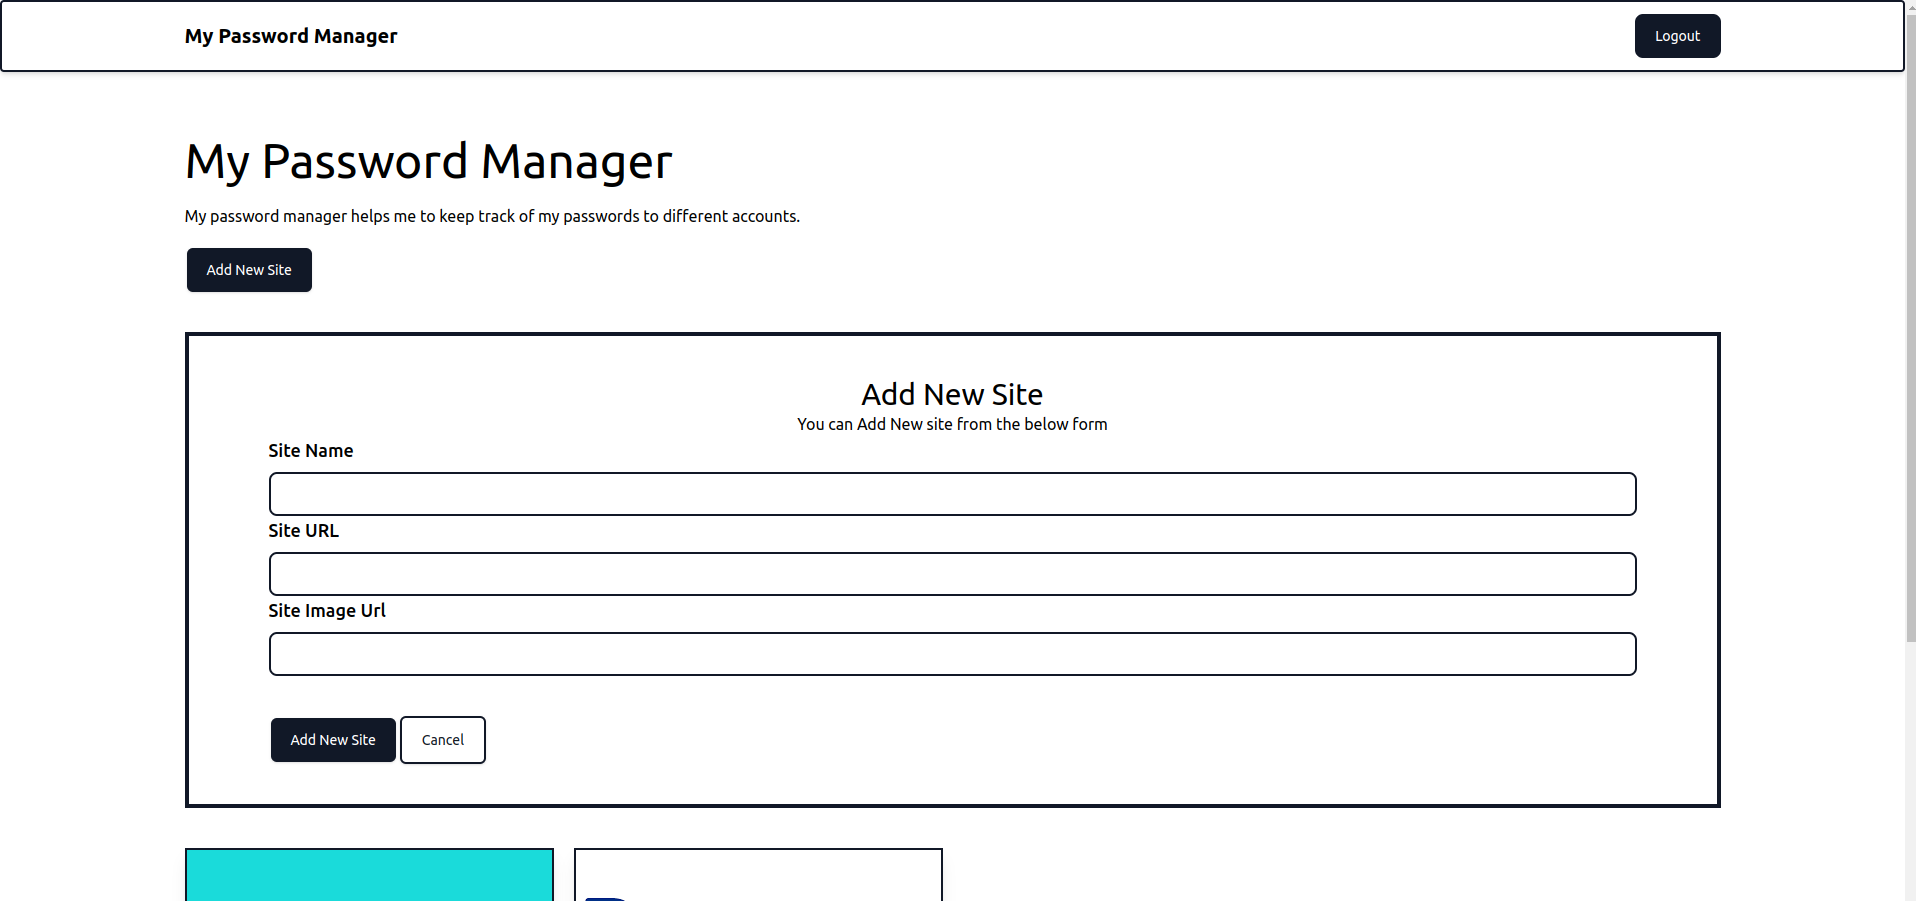 My Password Manager
Logout
My Password Manager
My password manager helps me to keep track of my passwords to different accounts.
Add New Site
Add New Site
You can Add New site from the below form
Site Name
Site URL
Site Image Url
Add New Site
Cancel